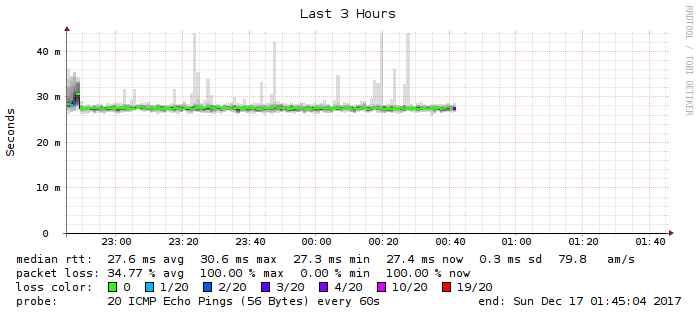 Last 3 Hours
RRDTOOL / TOBI OETIKER
Seconds
40 m
30 m
20 m
10 m
0
23:00 23:20 23:40 00:00 00:20 00:40 01:00 01:20 01:40
median rtt: 27.6 ms avg 30.6 ms max 27.3 ms min 27.4 ms now 0.3 ms sd 79.8 am/s
packet loss: 34.77 % avg 100.00 % max 0.00 % min 100.00 % now
loss color: 0 1/20 2/20 3/20 4/20 10/20 19/20
probe: 20 ICMP Echo Pings (56 Bytes) every 60s end: Sun Dec 17 01:45:04 2017